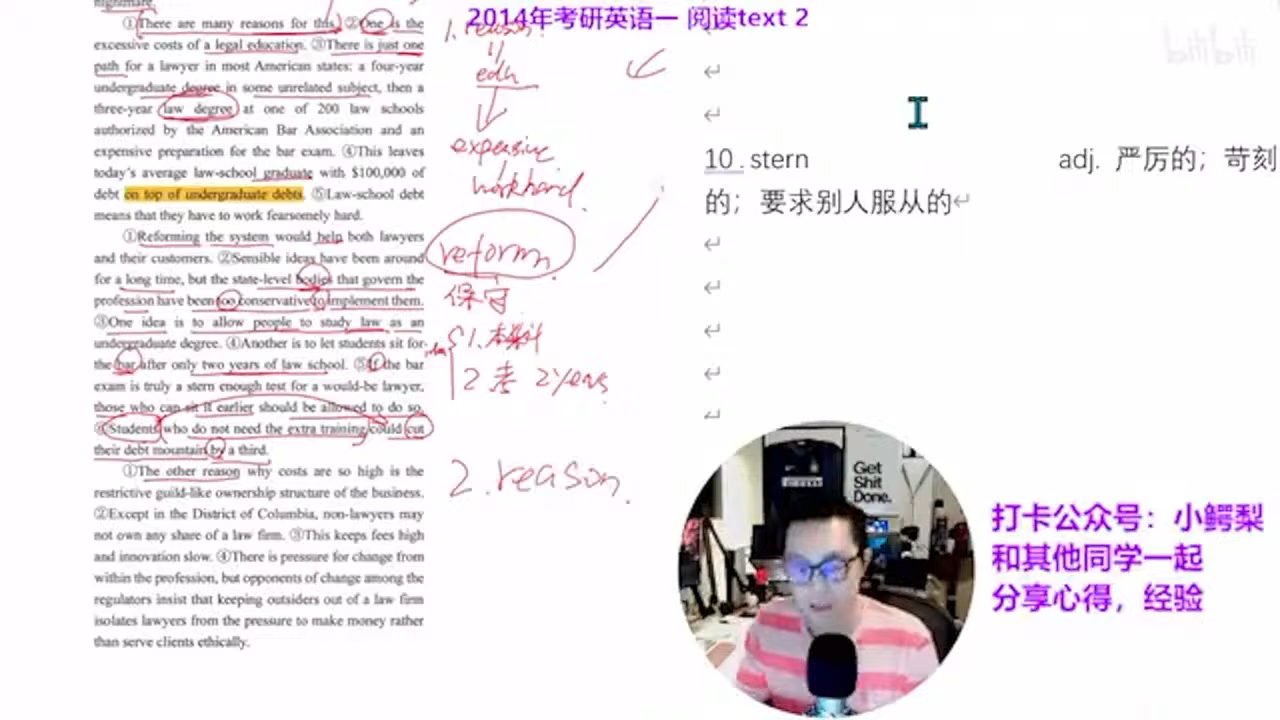 2014年考研英语一 阅读text 2
bilibili
nightmare.
①There are many reasons for this. ②One is the
excessive costs of a legal education. ③There is just one
path for a lawyer in most American states: a four-year
undergraduate degree in some unrelated subject, then a
three-year law degree at one of 200 law schools
authorized by the American Bar Association and an
expensive preparation for the bar exam. ④This leaves
today's average law-school graduate with $100,000 of
debt on top of undergraduate debts. ⑤Law-school debt
means that they have to work fearsomely hard.
①Reforming the system would help both lawyers
and their customers. ②Sensible ideas have been around
for a long time, but the state-level bodies that govern the
profession have been too conservative to implement them.
③One idea is to allow people to study law as an
undergraduate degree. ④Another is to let students sit for
the bar after only two years of law school. ⑤If the bar
exam is truly a stern enough test for a would-be lawyer,
those who can sit it earlier should be allowed to do so.
⑥Students who do not need the extra training could cut
their debt mountain by a third.
①The other reason why costs are so high is the
restrictive guild-like ownership structure of the business.
②Except in the District of Columbia, non-lawyers may
not own any share of a law firm. ③This keeps fees high
and innovation slow. ④There is pressure for change from
within the profession, but opponents of change among the
regulators insist that keeping outsiders out of a law firm
isolates lawyers from the pressure to make money rather
than serve clients ethically.
1. reason.
edu
expensive
work hard.
reform
保守
1. 本科
2 考 2 years
2. reason.
10 . stern adj. 严厉的；苛刻
的；要求别人服从的
Get
Shit
Done.
打卡公众号：小鳄梨
和其他同学一起
分享心得，经验